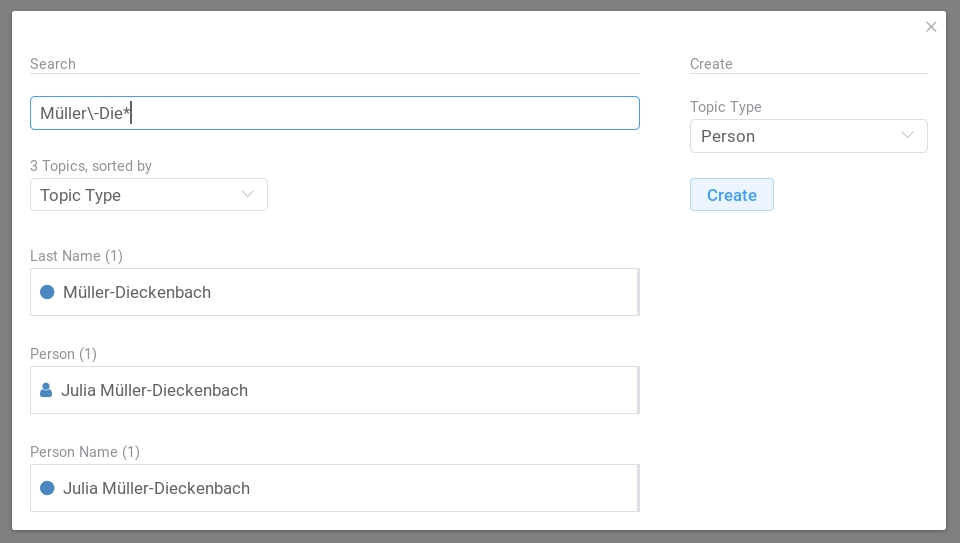 Search
Müller\-Die*
3 Topics, sorted by
Topic Type
Last Name (1)
Müller-Dieckenbach
Person (1)
Julia Müller-Dieckenbach
Person Name (1)
Julia Müller-Dieckenbach
Create
Topic Type
Person
Create